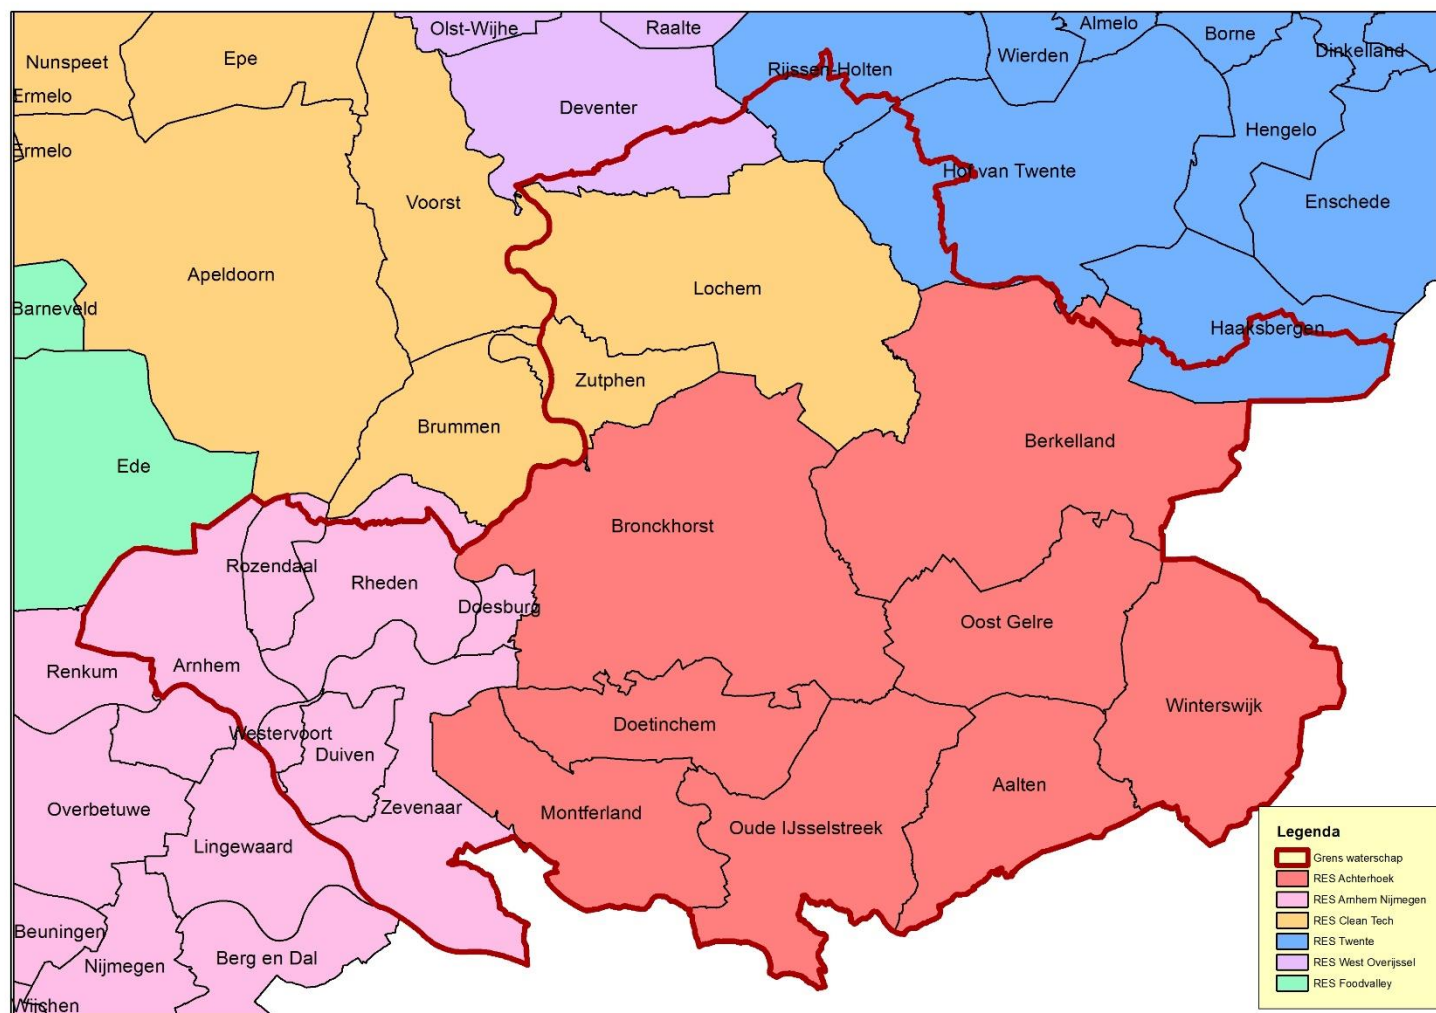 Olst-Wijhe
Raalte
Almelo
Borne
Nunspeet
Epe
Wierden
Dinkelland
Rijssen-Holten
Ermelo
Deventer
Hengelo
Ermelo
Hof van Twente
Voorst
Enschede
Apeldoorn
Lochem
Barneveld
Haaksbergen
Zutphen
Brummen
Berkelland
Ede
Bronckhorst
Rozendaal
Rheden
Doesburg
Oost Gelre
Renkum
Arnhem
Winterswijk
Doetinchem
Westervoort
Duiven
Aalten
Overbetuwe
Zevenaar
Montferland
Oude IJsselstreek
Lingewaard
Beuningen
Nijmegen
Berg en Dal
Wijchen
Legenda
Grens waterschap
RES Achterhoek
RES Arnhem Nijmegen
RES Clean Tech
RES Twente
RES West Overijssel
RES Foodvalley